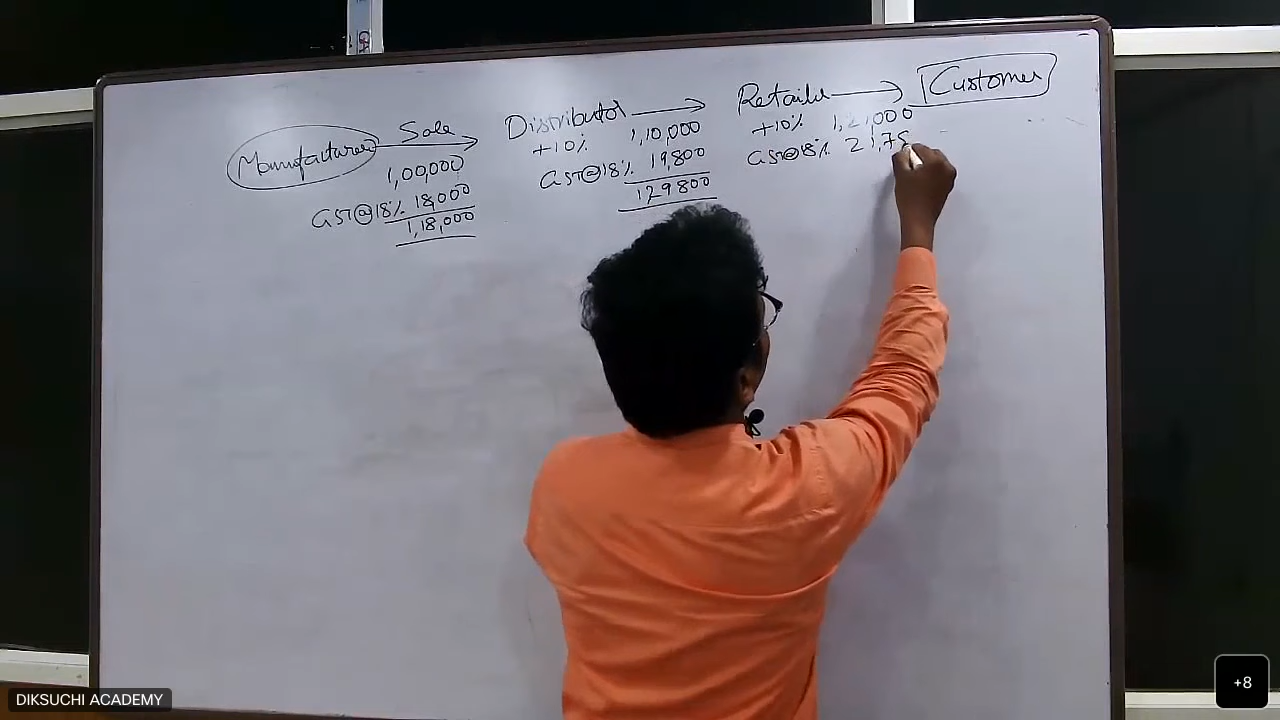 Manufacturer Sale
1,00,000
GST@18% 18,000
1,18,000
Distributor
+10% 1,10,000
GST@18% 19,800
129800
Retailer
+10% 1,21,000
GST@18% 21,78
Customer
DIKSUCHI ACADEMY
+8